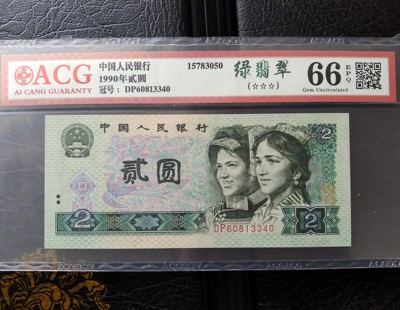 ACG
AI CANG GUARANTY
中国人民银行
1990年贰圆
冠号: DP60813340
15783050
绿翡翠
(☆☆☆)
66 EPQ
Gem Uncirculated
中国人民银行
贰圆
2
2
2
DP60813340